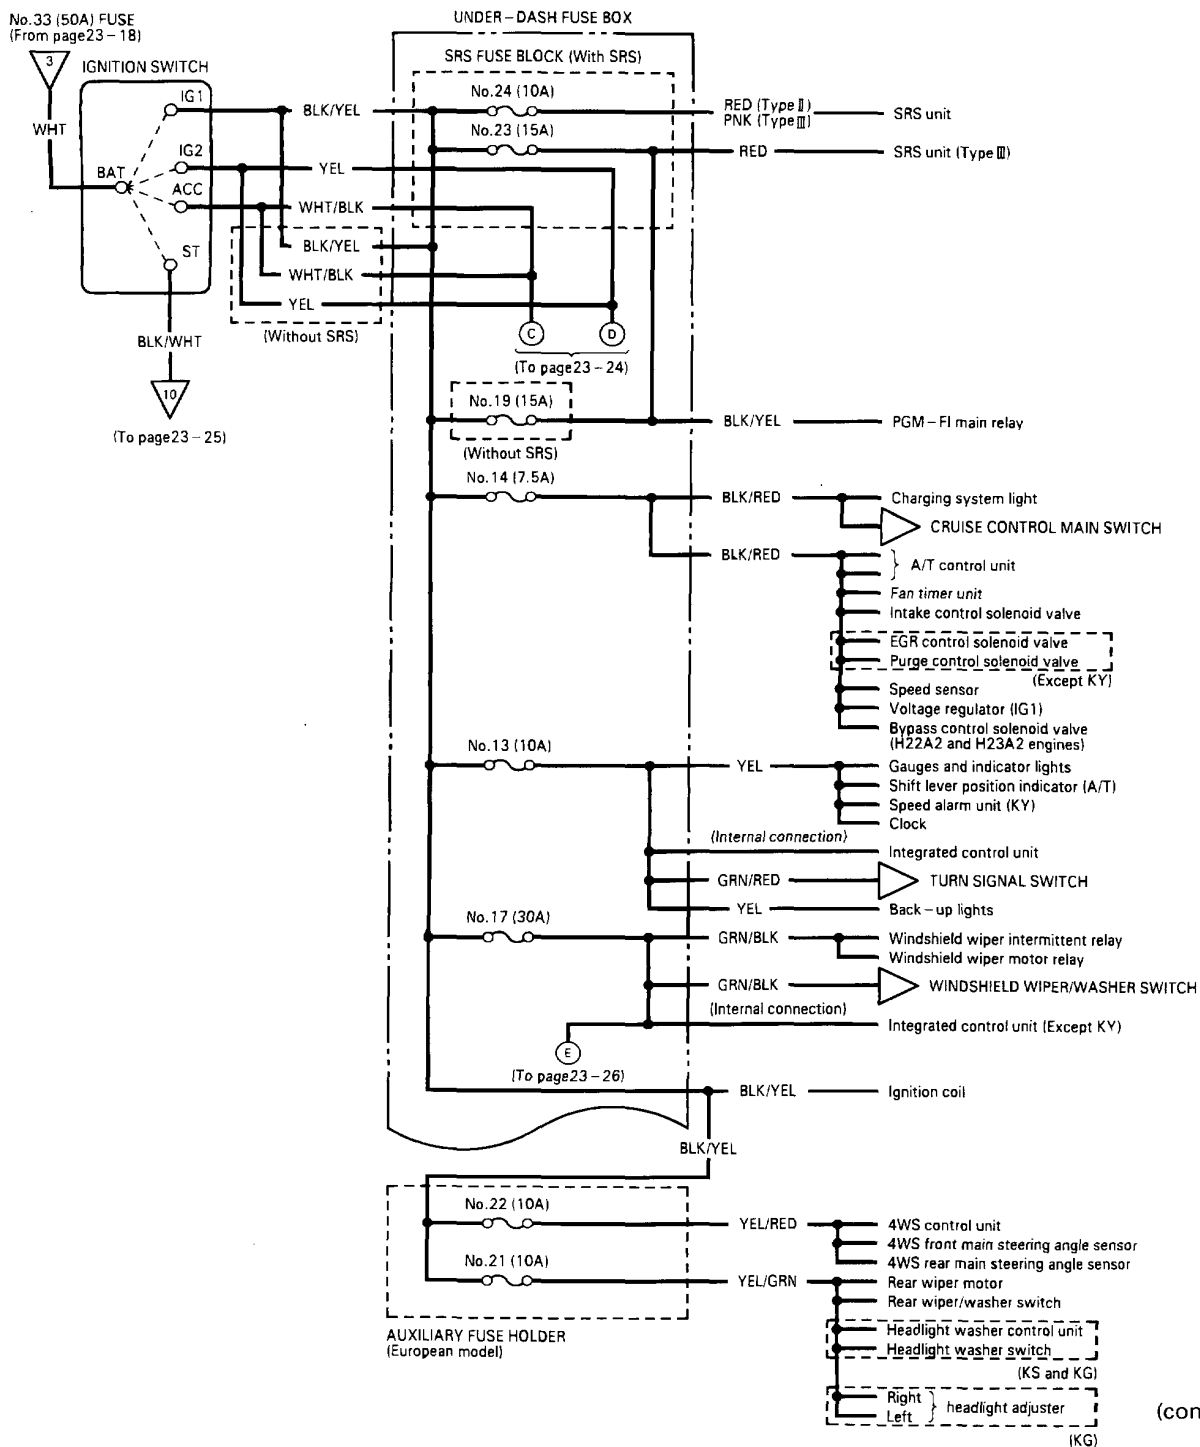 No.33 (50A) FUSE
(From page23-18)
3
UNDER-DASH FUSE BOX
IGNITION SWITCH
SRS FUSE BLOCK (With SRS)
IG1
BLK/YEL
No.24 (10A)
RED (Type Ⅱ)
PNK (Type Ⅲ)
SRS unit
WHT
No.23 (15A)
RED
SRS unit (Type Ⅲ)
IG2
YEL
BAT
ACC
WHT/BLK
ST
BLK/YEL
WHT/BLK
YEL
(Without SRS)
C
D
(To page23-24)
BLK/WHT
10
(To page23-25)
No.19 (15A)
(Without SRS)
BLK/YEL
PGM-FI main relay
No.14 (7.5A)
BLK/RED
Charging system light
CRUISE CONTROL MAIN SWITCH
BLK/RED
A/T control unit
Fan timer unit
Intake control solenoid valve
EGR control solenoid valve
Purge control solenoid valve
(Except KY)
Speed sensor
Voltage regulator (IG1)
Bypass control solenoid valve
(H22A2 and H23A2 engines)
No.13 (10A)
YEL
Gauges and indicator lights
Shift lever position indicator (A/T)
Speed alarm unit (KY)
Clock
(Internal connection)
Integrated control unit
GRN/RED
TURN SIGNAL SWITCH
YEL
Back-up lights
No.17 (30A)
GRN/BLK
Windshield wiper intermittent relay
Windshield wiper motor relay
GRN/BLK
WINDSHIELD WIPER/WASHER SWITCH
(Internal connection)
Integrated control unit (Except KY)
E
(To page23-26)
BLK/YEL
Ignition coil
BLK/YEL
No.22 (10A)
YEL/RED
4WS control unit
4WS front main steering angle sensor
4WS rear main steering angle sensor
No.21 (10A)
YEL/GRN
Rear wiper motor
Rear wiper/washer switch
AUXILIARY FUSE HOLDER
(European model)
Headlight washer control unit
Headlight washer switch
(KS and KG)
Right
Left
headlight adjuster
(KG)
(con